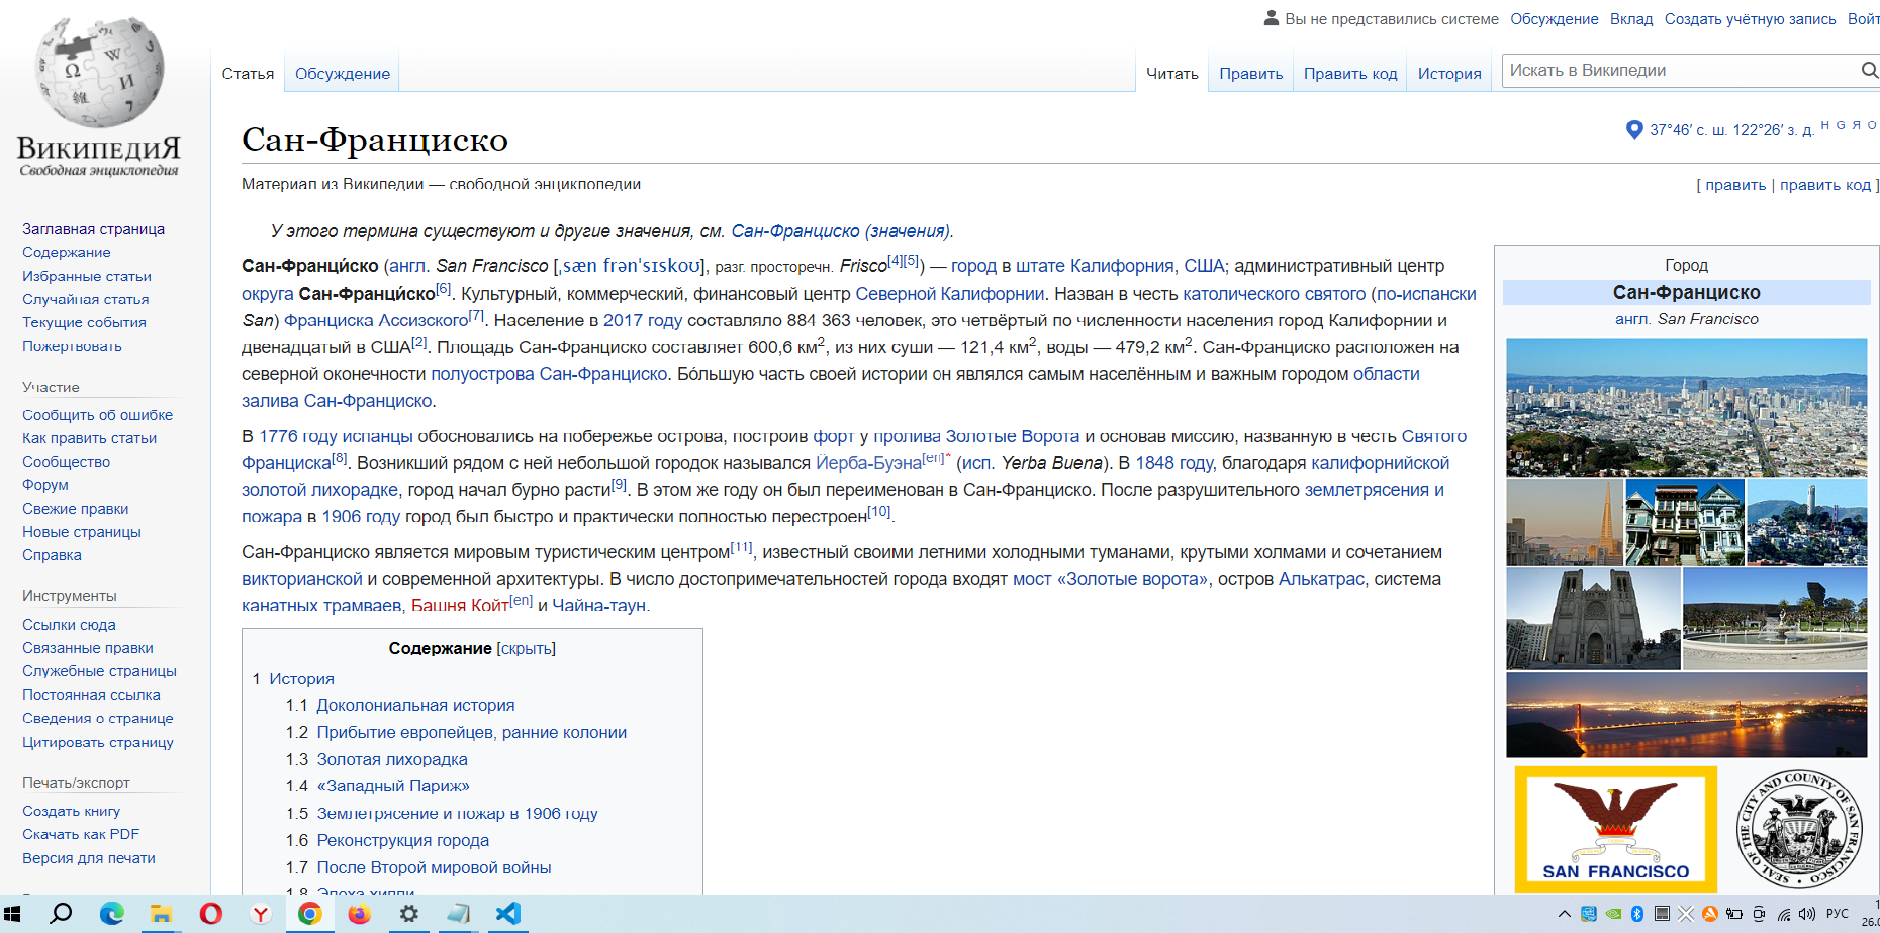 Вы не представились системе Обсуждение Вклад Создать учётную запись Войт
Статья Обсуждение Читать Править Править код История Искать в Википедии
ВИКИПЕДИЯ
Свободная энциклопедия
Сан-Франциско
37°46′ с. ш. 122°26′ з. д. H G Я O
Материал из Википедии — свободной энциклопедии
[ править | править код ]
У этого термина существуют и другие значения, см. Сан-Франциско (значения).
Сан-Франци́ско (англ. San Francisco [ˌsæn frənˈsɪskoʊ], разг. просторечн. Frisco[4][5]) — город в штате Калифорния, США; административный центр
округа Сан-Франци́ско[6]. Культурный, коммерческий, финансовый центр Северной Калифорнии. Назван в честь католического святого (по-испански
San) Франциска Ассизского[7]. Население в 2017 году составляло 884 363 человек, это четвёртый по численности населения город Калифорнии и
двенадцатый в США[2]. Площадь Сан-Франциско составляет 600,6 км2, из них суши — 121,4 км2, воды — 479,2 км2. Сан-Франциско расположен на
северной оконечности полуострова Сан-Франциско. Бо́льшую часть своей истории он являлся самым населённым и важным городом области
залива Сан-Франциско.
В 1776 году испанцы обосновались на побережье острова, построив форт у пролива Золотые Ворота и основав миссию, названную в честь Святого
Франциска[8]. Возникший рядом с ней небольшой городок назывался Йерба-Буэна[en]* (исп. Yerba Buena). В 1848 году, благодаря калифорнийской
золотой лихорадке, город начал бурно расти[9]. В этом же году он был переименован в Сан-Франциско. После разрушительного землетрясения и
пожара в 1906 году город был быстро и практически полностью перестроен[10].
Сан-Франциско является мировым туристическим центром[11], известный своими летними холодными туманами, крутыми холмами и сочетанием
викторианской и современной архитектуры. В число достопримечательностей города входят мост «Золотые ворота», остров Алькатрас, система
канатных трамваев, Башня Койт[en] и Чайна-таун.
Содержание [скрыть]
1 История
1.1 Доколониальная история
1.2 Прибытие европейцев, ранние колонии
1.3 Золотая лихорадка
1.4 «Западный Париж»
1.5 Землетрясение и пожар в 1906 году
1.6 Реконструкция города
1.7 После Второй мировой войны
1.8 Эпоха хиппи
Город
Сан-Франциско
англ. San Francisco
SAN FRANCISCO
SEAL OF THE CITY AND COUNTY OF SAN FRANCISCO
Заглавная страница
Содержание
Избранные статьи
Случайная статья
Текущие события
Пожертвовать
Участие
Сообщить об ошибке
Как править статьи
Сообщество
Форум
Свежие правки
Новые страницы
Справка
Инструменты
Ссылки сюда
Связанные правки
Служебные страницы
Постоянная ссылка
Сведения о странице
Цитировать страницу
Печать/экспорт
Создать книгу
Скачать как PDF
Версия для печати
РУС
26.0